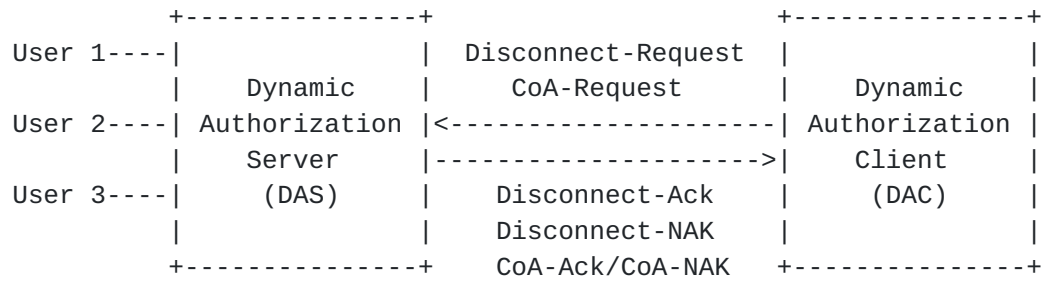 +---------------+                         +---------------+
User 1----|               |  Disconnect-Request     |               |
          |    Dynamic    |     CoA-Request         |    Dynamic    |
User 2----| Authorization |<------------------------| Authorization |
          |    Server     |------------------------>|    Client     |
User 3----|     (DAS)     |    Disconnect-Ack       |     (DAC)     |
          |               |    Disconnect-NAK       |               |
          +---------------+    CoA-Ack/CoA-NAK      +---------------+